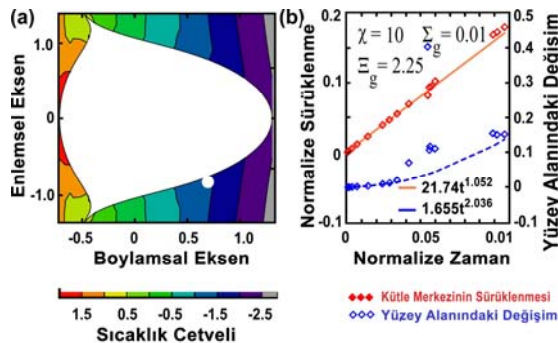 (a)
Enlemsel Eksen
1.0
0
-1.0
-0.5 0 0.5 1.0
Boylamsal Eksen
1.5 0.5 -0.5 -1.5 -2.5
Sıcaklık Cetveli
(b)
Normalize Sürüklenme
0.2
0.1
0
-0.1
χ = 10 Σg = 0.01
Ξg = 2.25
21.74t^1.052
1.655t^2.036
0.5
0.4
0.3
0.2
0.1
0
-0.1
Yüzey Alanındaki Değişim
0 0.05 0.01
Normalize Zaman
Kütle Merkezinin Sürüklenmesi
Yüzey Alanındaki Değişim